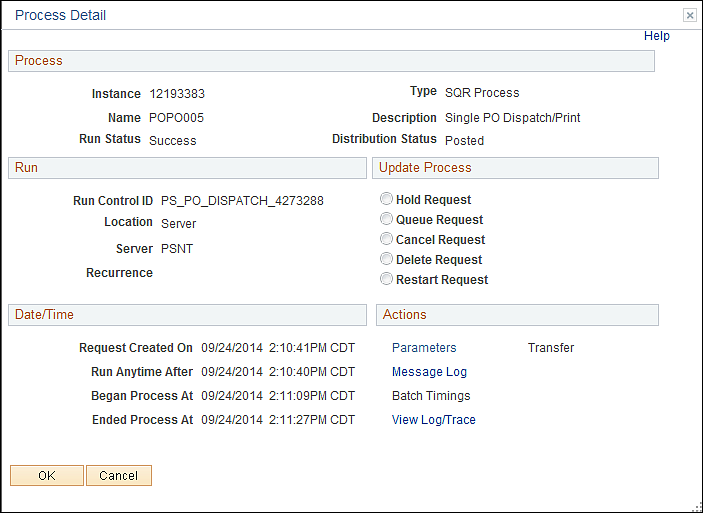 Process Detail
Help
Process
Instance 12193383 Type SQR Process
Name POPO005 Description Single PO Dispatch/Print
Run Status Success Distribution Status Posted
Run Update Process
Run Control ID PS_PO_DISPATCH_4273288 Hold Request
Location Server Queue Request
Cancel Request
Server PSNT Delete Request
Recurrence Restart Request
Date/Time Actions
Request Created On 09/24/2014 2:10:41PM CDT Parameters Transfer
Run Anytime After 09/24/2014 2:10:40PM CDT Message Log
Began Process At 09/24/2014 2:11:09PM CDT Batch Timings
Ended Process At 09/24/2014 2:11:27PM CDT View Log/Trace
OK Cancel